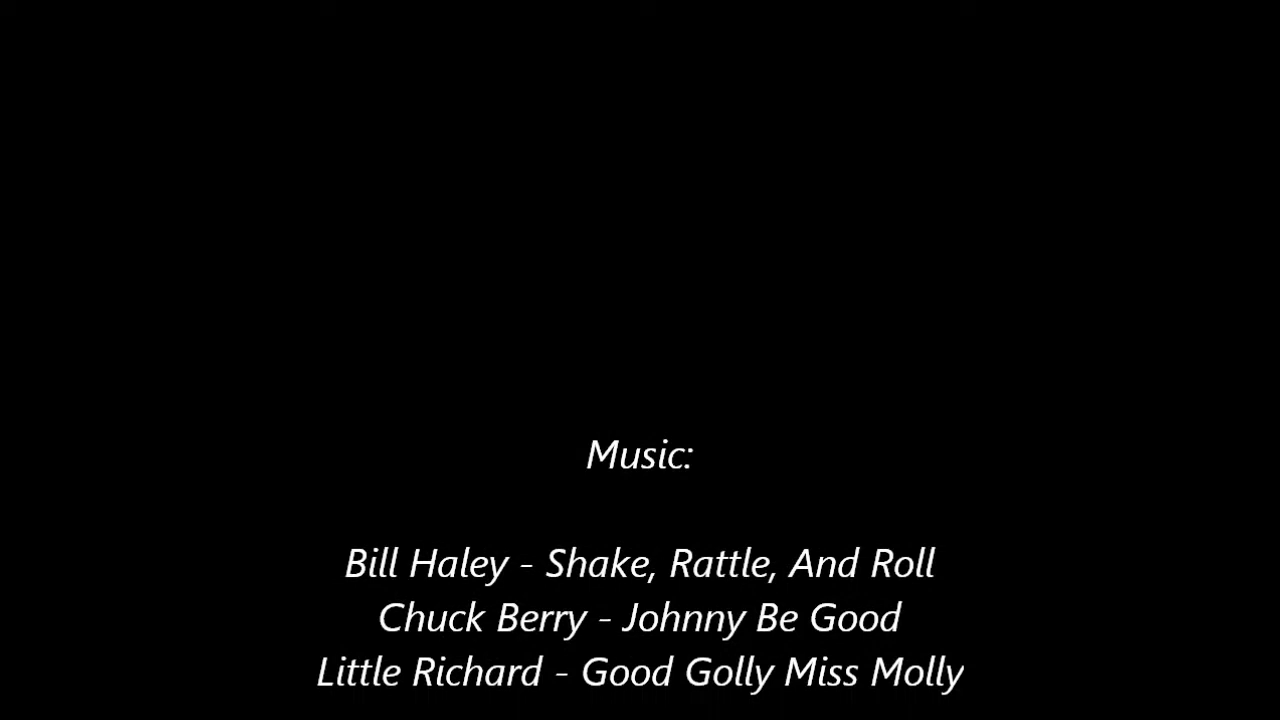 Music:
Bill Haley - Shake, Rattle, And Roll
Chuck Berry - Johnny Be Good
Little Richard - Good Golly Miss Molly